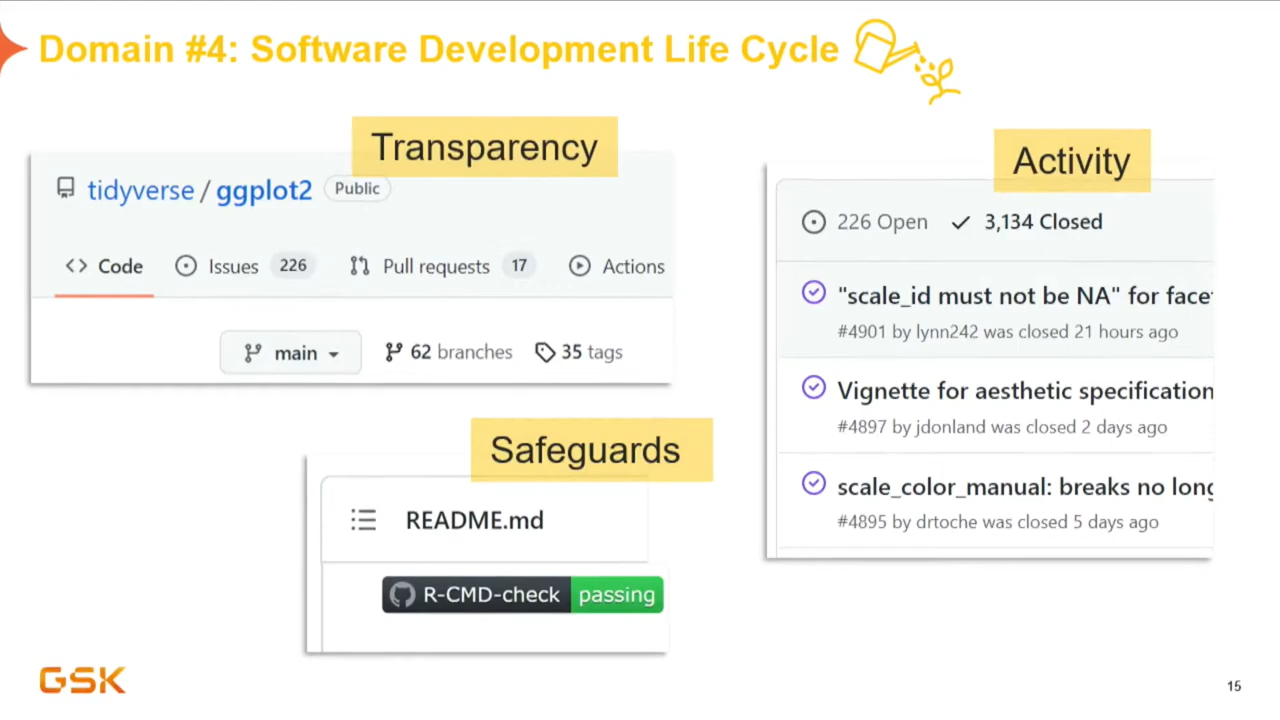 Domain #4: Software Development Life Cycle
Transparency
tidyverse / ggplot2 Public
Code Issues 226 Pull requests 17 Actions
main 62 branches 35 tags
Activity
226 Open 3,134 Closed
"scale_id must not be NA" for
#4901 by lynn242 was closed 21 hours ago
Vignette for aesthetic specification
#4897 by jdonland was closed 2 days ago
scale_color_manual: breaks no
#4895 by drtoche was closed 5 days ago
Safeguards
README.md
R-CMD-check passing
GSK
15